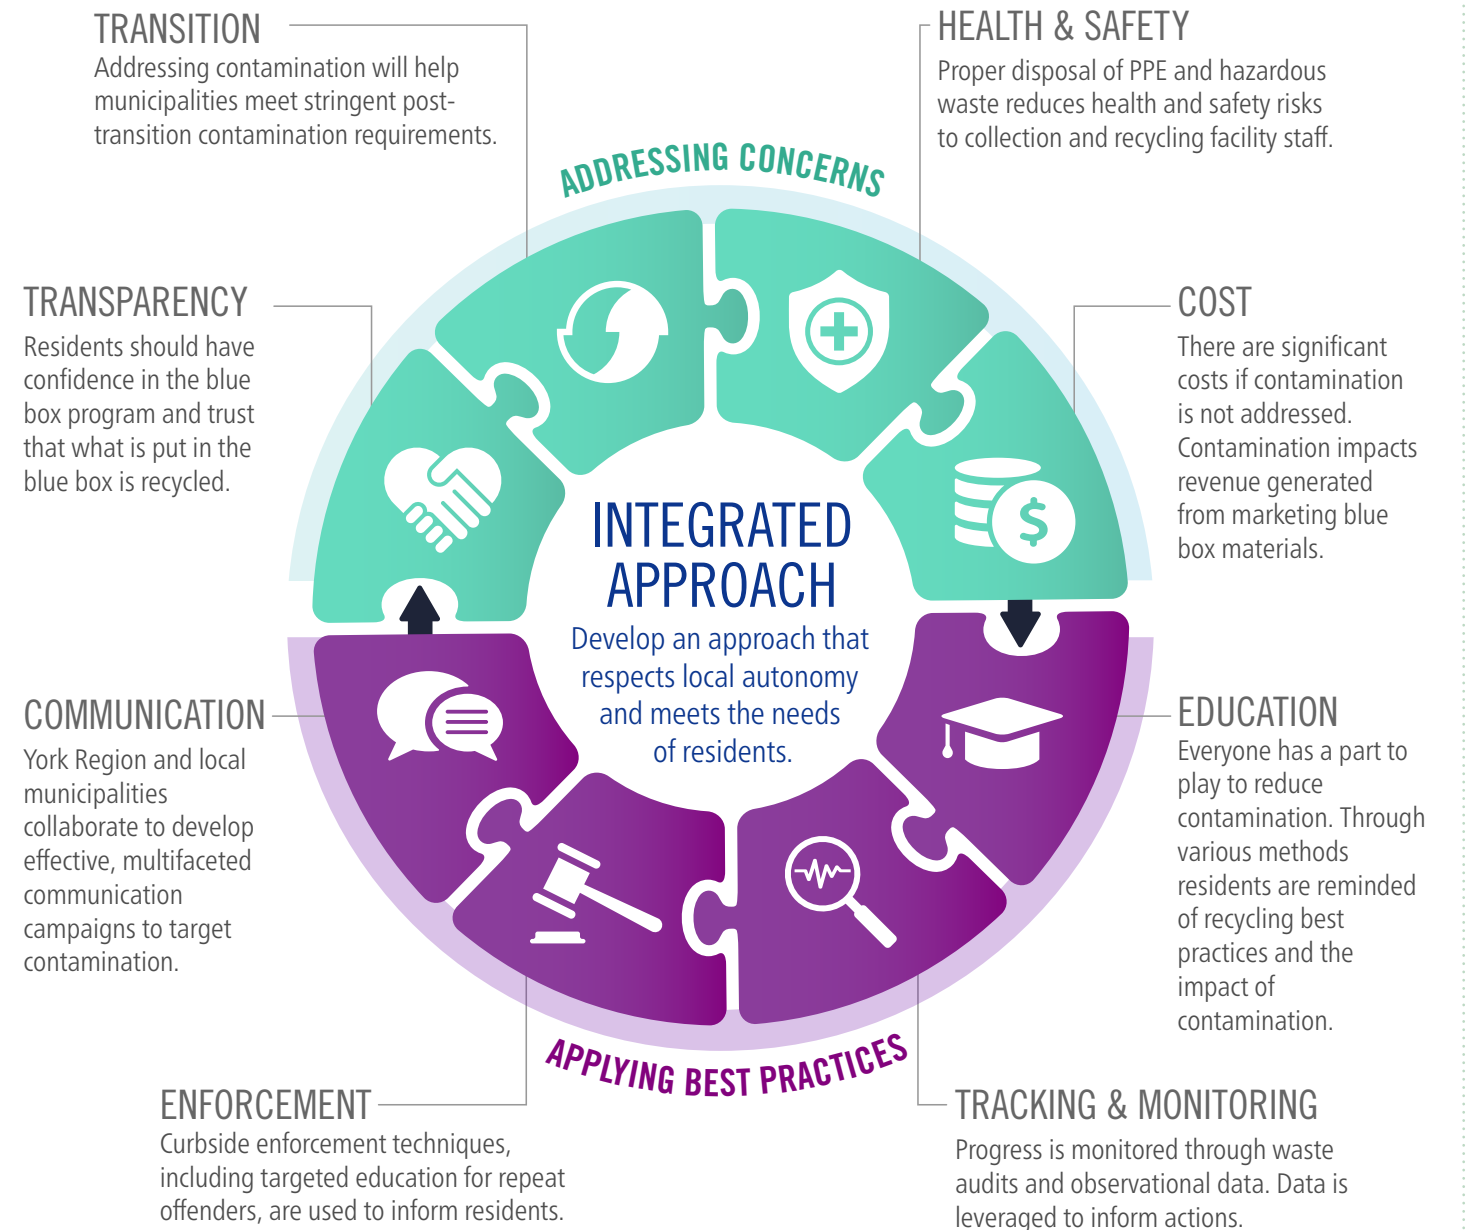 TRANSITION
Addressing contamination will help
municipalities meet stringent post-
transition contamination requirements.
HEALTH & SAFETY
Proper disposal of PPE and hazardous
waste reduces health and safety risks
to collection and recycling facility staff.
ADDRESSING CONCERNS
TRANSPARENCY
Residents should have
confidence in the blue
box program and trust
that what is put in the
blue box is recycled.
COST
There are significant
costs if contamination
is not addressed.
Contamination impacts
revenue generated
from marketing blue
box materials.
$
INTEGRATED
APPROACH
Develop an approach that
respects local autonomy
and meets the needs
of residents.
COMMUNICATION
York Region and local
municipalities
collaborate to develop
effective, multifaceted
communication
campaigns to target
contamination.
EDUCATION
Everyone has a part to
play to reduce
contamination. Through
various methods
residents are reminded
of recycling best
practices and the
impact of
contamination.
APPLYING BEST PRACTICES
ENFORCEMENT
Curbside enforcement techniques,
including targeted education for repeat
offenders, are used to inform residents.
TRACKING & MONITORING
Progress is monitored through waste
audits and observational data. Data is
leveraged to inform actions.